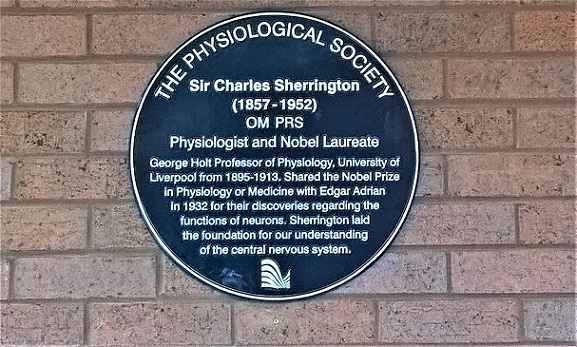 THE PHYSIOLOGICAL SOCIETY
Sir Charles Sherrington
(1857-1952)
OM PRS
Physiologist and Nobel Laureate
George Holt Professor of Physiology, University of
Liverpool from 1895-1913. Shared the Nobel Prize
in Physiology or Medicine with Edgar Adrian
in 1932 for their discoveries regarding the
functions of neurons. Sherrington laid
the foundation for our understanding
of the central nervous system.